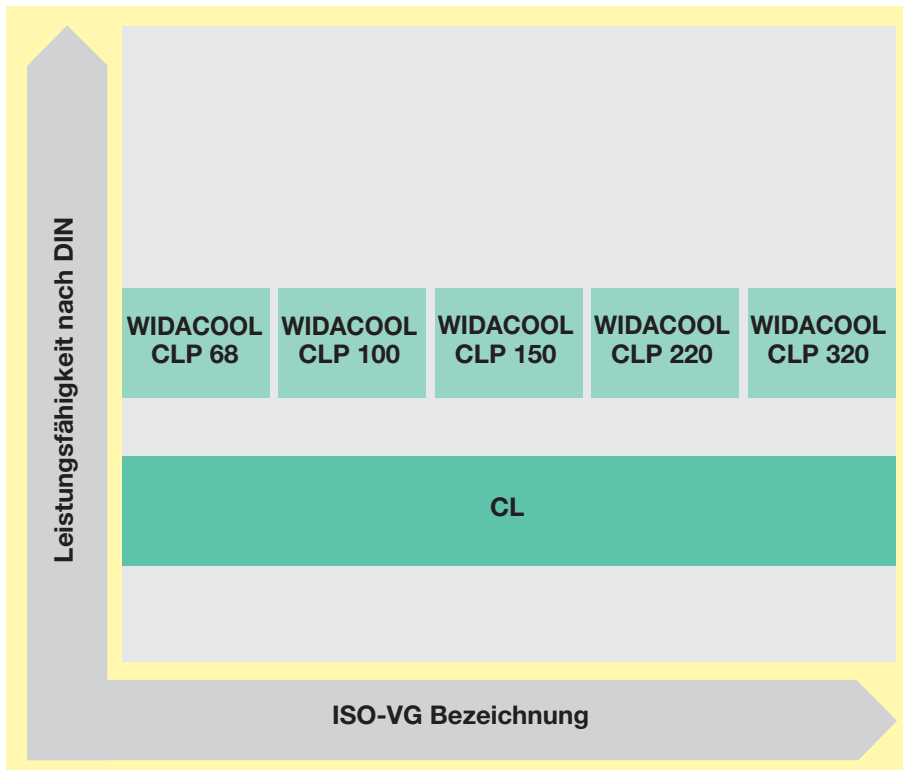 Leistungsfähigkeit nach DIN
WIDACOOL
CLP 68
WIDACOOL
CLP 100
WIDACOOL
CLP 150
WIDACOOL
CLP 220
WIDACOOL
CLP 320
CL
ISO-VG Bezeichnung